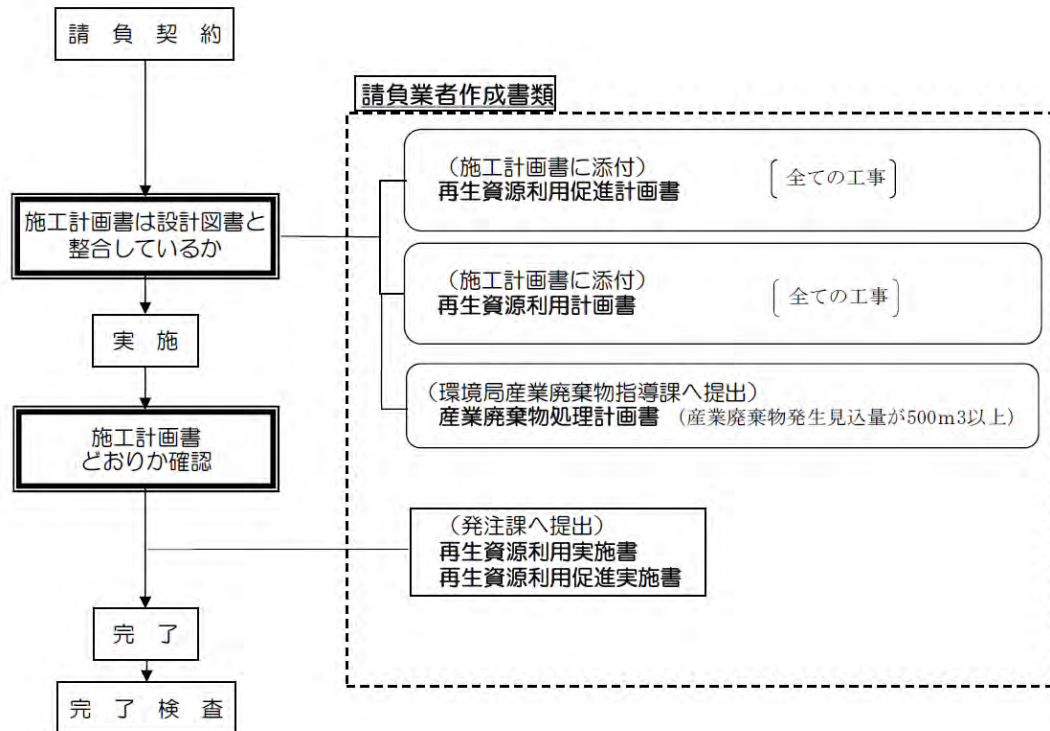 請 負 契 約
請負業者作成書類
(施工計画書に添付)
再生資源利用促進計画書 〔全ての工事〕
施工計画書は設計図書と
整合しているか
(施工計画書に添付)
再生資源利用計画書 〔全ての工事〕
実 施
(環境局産業廃棄物指導課へ提出)
産業廃棄物処理計画書 (産業廃棄物発生見込量が500m3以上)
施工計画書
どおりか確認
(発注課へ提出)
再生資源利用実施書
再生資源利用促進実施書
完 了
完 了 検 査